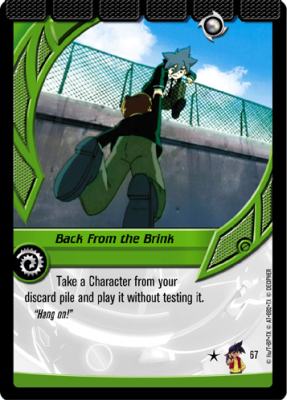 Back From the Brink
Take a Character from your
discard pile and play it without testing it.
"Hang on!"
67